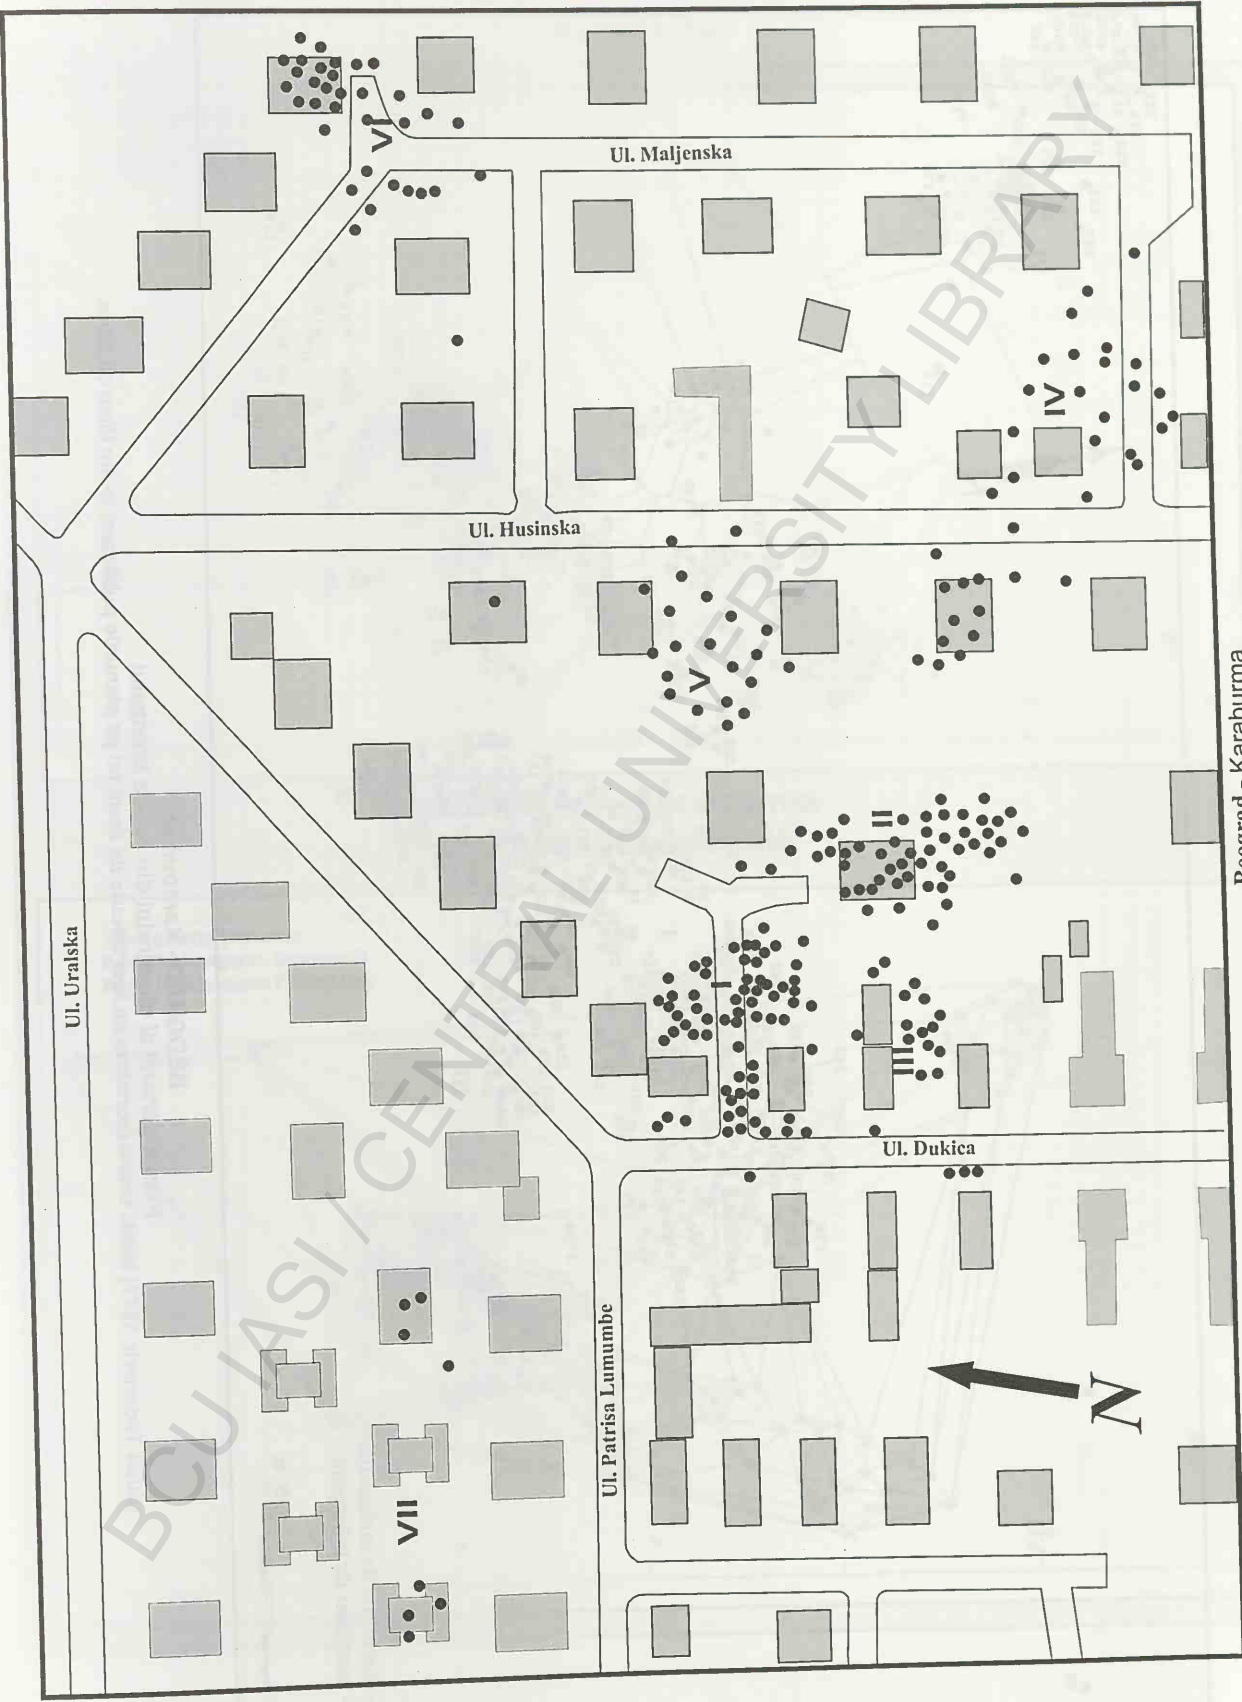 VI
Ul. Maljenska
IV
Ul. Husinska
V
II
Ul. Uralska
I
III
Ul. Dukica
Ul. Patrisa Lumumbe
N
VII
Beograd - Karaburma
BCU IASI / CENTRAL UNIVERSITY LIBRARY